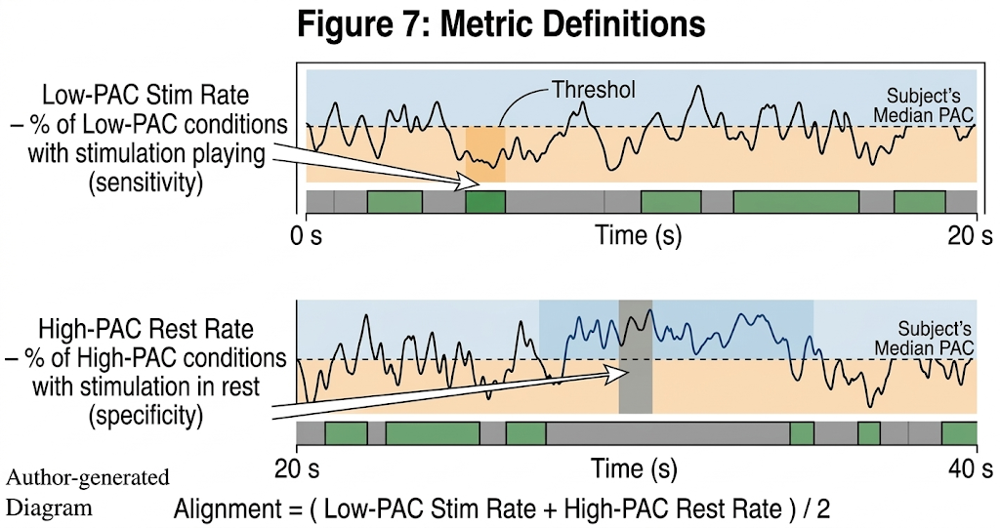 Figure 7: Metric Definitions
Low-PAC Stim Rate
– % of Low-PAC conditions
with stimulation playing
(sensitivity)
Threshol
Subject's
Median PAC
0 s
Time (s)
20 s
High-PAC Rest Rate
– % of High-PAC conditions
with stimulation in rest
(specificity)
Subject's
Median PAC
20 s
Time (s)
40 s
Author-generated
Diagram
Alignment = ( Low-PAC Stim Rate + High-PAC Rest Rate ) / 2